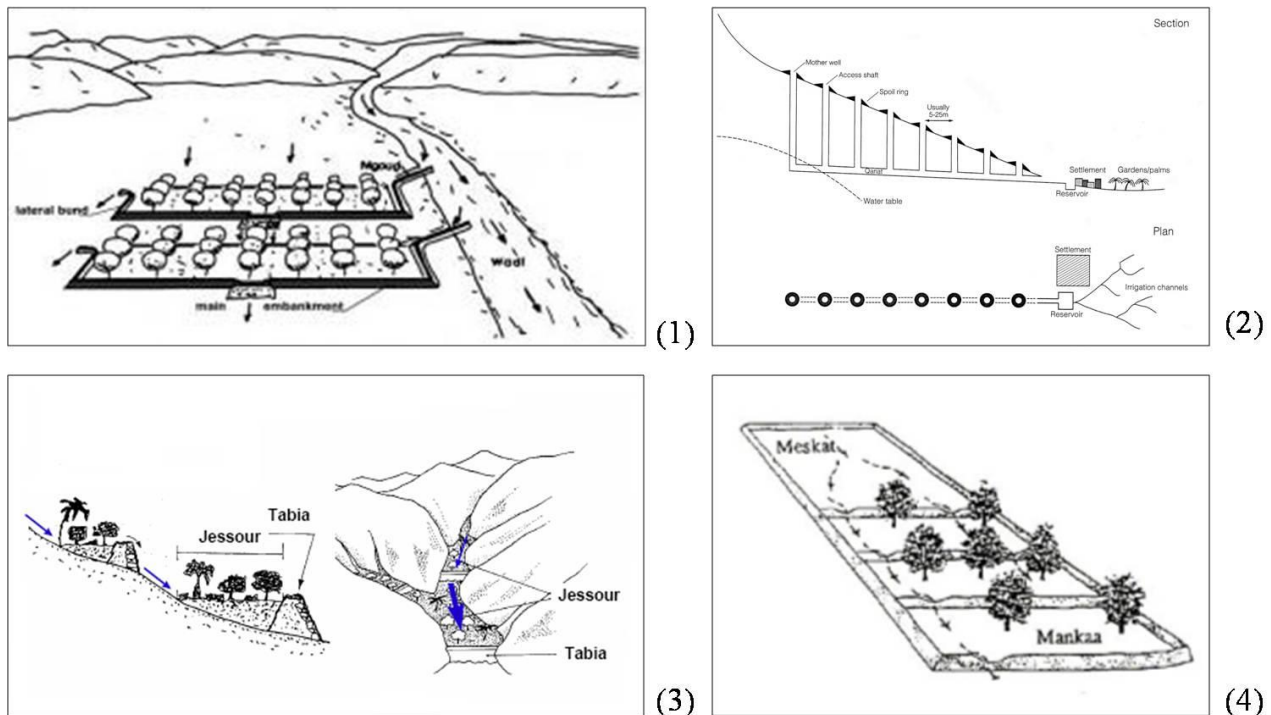 Mgoud
lateral bund
wadi
main embankment
(1)
Section
Mother well
Access shaft
Spoil ring
Usually
5-25m
Qanat
Water table
Settlement
Gardens/palms
Reservoir
Plan
Settlement
Irrigation channels
Reservoir
(2)
Tabia
Jessour
Jessour
Tabia
(3)
Meskat
Mankaa
(4)